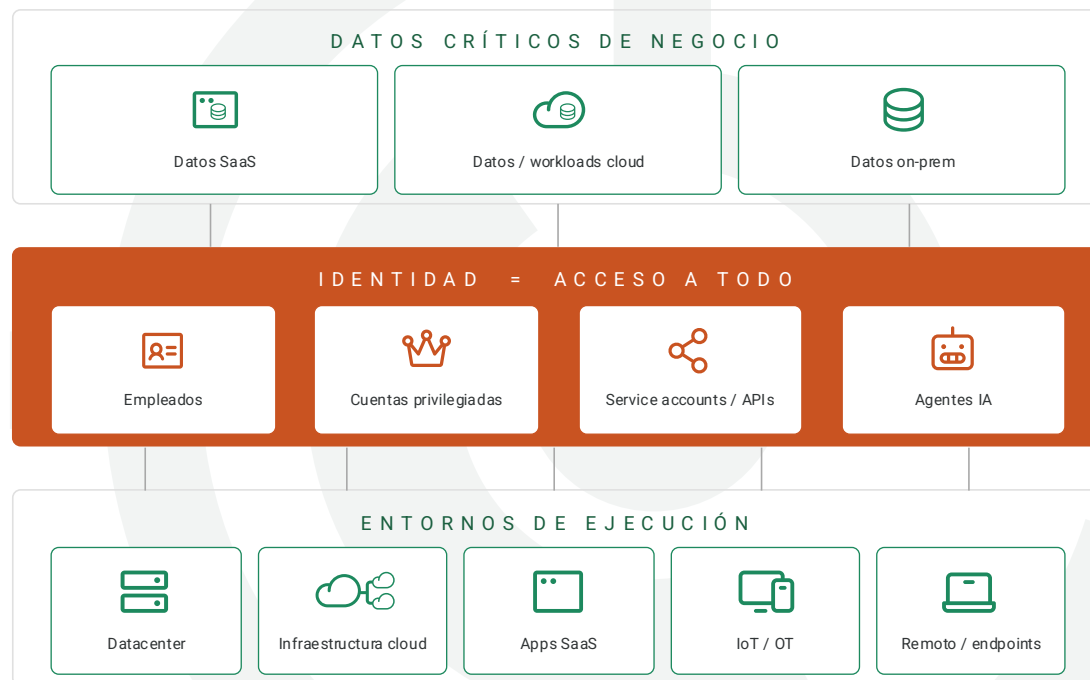 DATOS CRÍTICOS DE NEGOCIO
Datos SaaS
Datos / workloads cloud
Datos on-prem
IDENTIDAD = ACCESO A TODO
Empleados
Cuentas privilegiadas
Service accounts / APIs
Agentes IA
ENTORNOS DE EJECUCIÓN
Datacenter
Infraestructura cloud
Apps SaaS
IoT / OT
Remoto / endpoints